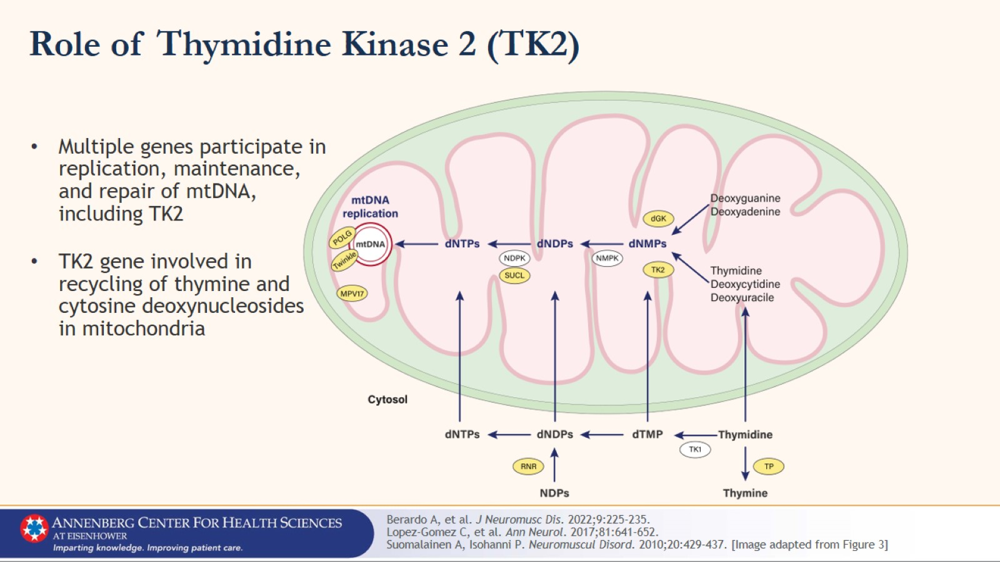 Role of Thymidine Kinase 2 (TK2)
• Multiple genes participate in
replication, maintenance,
and repair of mtDNA,
including TK2
• TK2 gene involved in
recycling of thymine and
cytosine deoxynucleosides
in mitochondria
mtDNA
replication
POLG
mtDNA
Twinkle
MPV17
dNTPs
NDPK
SUCL
dNDPs
NMPK
dNMPs
dGK
TK2
Deoxyguanine
Deoxyadenine
Thymidine
Deoxycytidine
Deoxyuracile
Cytosol
dNTPs
dNDPs
dTMP
Thymidine
TK1
RNR
TP
NDPs
Thymine
ANNENBERG CENTER FOR HEALTH SCIENCES
AT EISENHOWER
Imparting knowledge. Improving patient care.
Berardo A, et al. J Neuromusc Dis. 2022;9:225-235.
Lopez-Gomez C, et al. Ann Neurol. 2017;81:641-652.
Suomalainen A, Isohanni P. Neuromuscul Disord. 2010;20:429-437. [Image adapted from Figure 3]